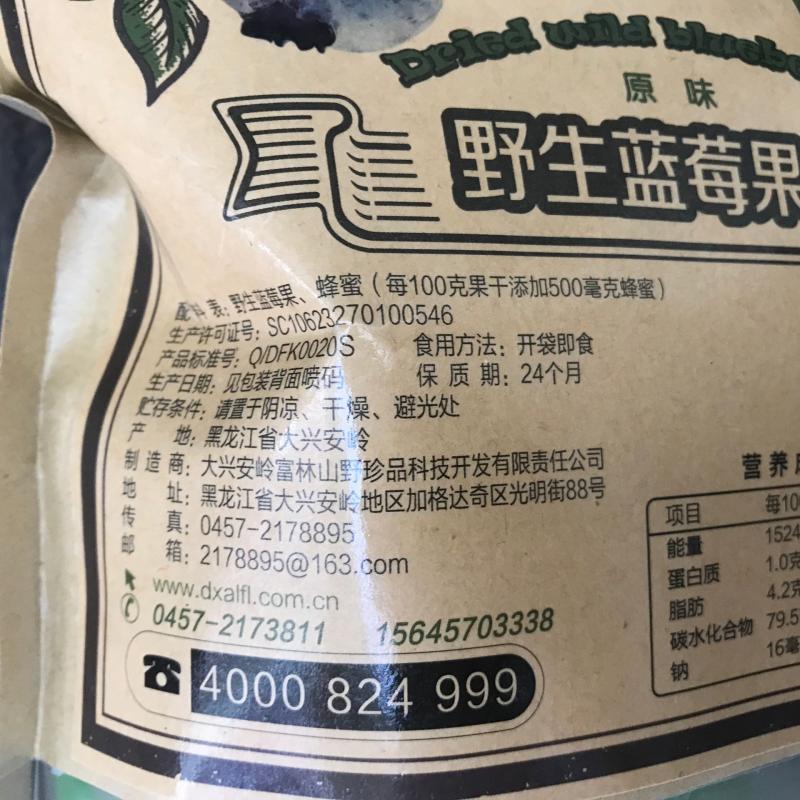 Dried wild bluebe
原味
野生蓝莓果
配料表：野生蓝莓果、蜂蜜（每100克果干添加500毫克蜂蜜）
生产许可证号：SC10623270100546
产品标准号：Q/DFK0020S 食用方法：开袋即食
生产日期：见包装背面喷码 保质期：24个月
贮存条件：请置于阴凉、干燥、避光处
产地：黑龙江省大兴安岭
制造商：大兴安岭富林山野珍品科技开发有限责任公司
地址：黑龙江省大兴安岭地区加格达奇区光明街88号
传真：0457-2178895
邮箱：2178895@163.com
www.dxalfl.com.cn
0457-2173811 15645703338
4000 824 999
营养
项目 每10
能量 1524
蛋白质 1.0克
脂肪 4.2克
碳水化合物 79.5
钠 16毫